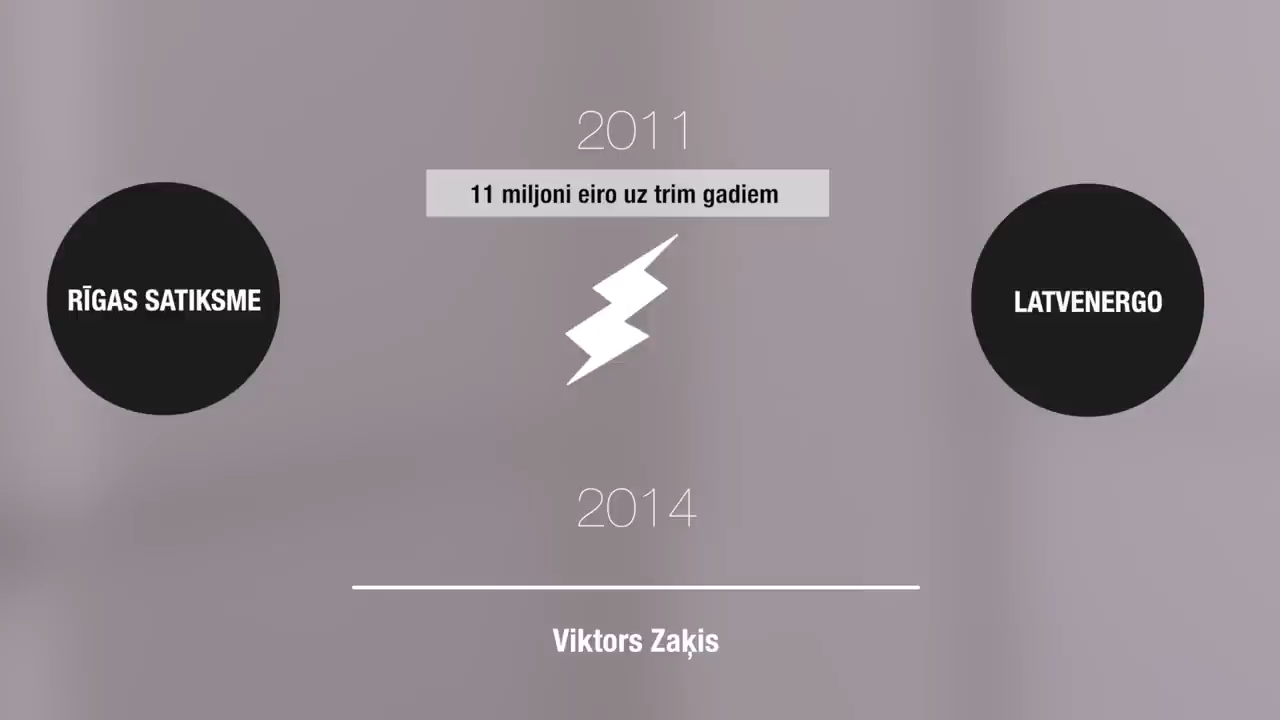 2011
11 miljoni eiro uz trim gadiem
RĪGAS SATIKSME
LATVENERGO
2014
Viktors Zaķis